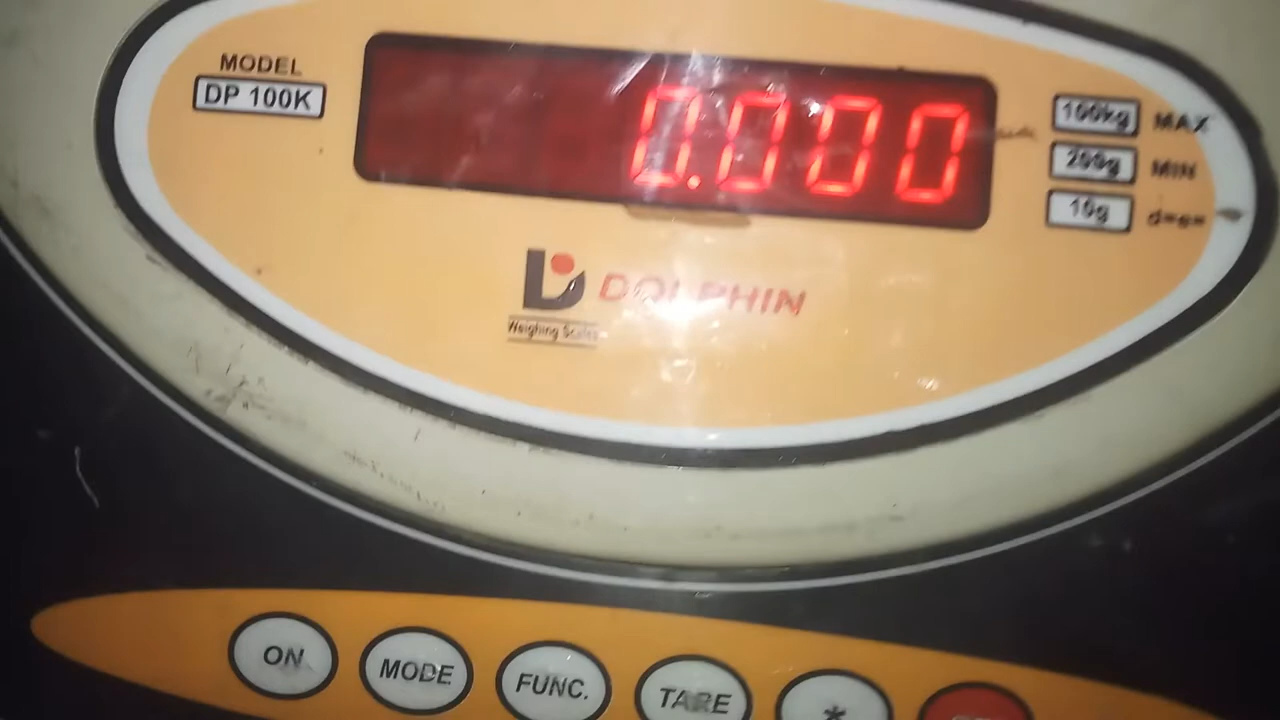 MODEL
DP 100K
0.000
100kg MAX
200g MIN
10g d=e=
DOLPHIN
Weighing Scales
ON
MODE
FUNC.
TARE
*